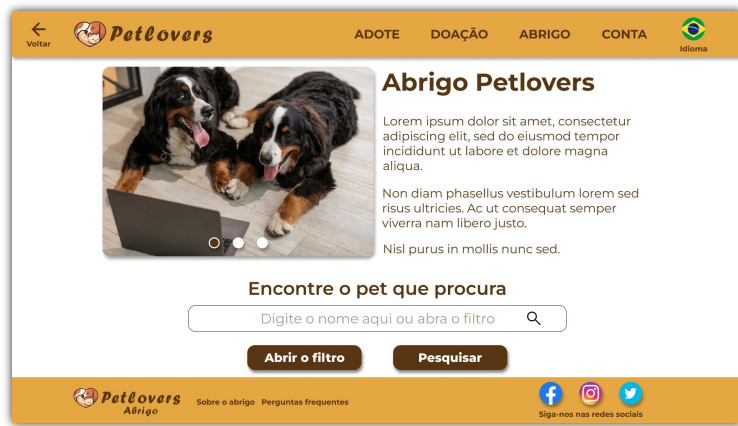 Voltar
Petlovers
ADOTE
DOAÇÃO
ABRIGO
CONTA
Idioma
Abrigo Petlovers
Lorem ipsum dolor sit amet, consectetur
adipiscing elit, sed do eiusmod tempor
incididunt ut labore et dolore magna
aliqua.
Non diam phasellus vestibulum lorem sed
risus ultricies. Ac ut consequat semper
viverra nam libero justo.
Nisl purus in mollis nunc sed.
Encontre o pet que procura
Digite o nome aqui ou abra o filtro
Abrir o filtro
Pesquisar
Petlovers
Abrigo
Sobre o abrigo
Perguntas frequentes
Siga-nos nas redes sociais